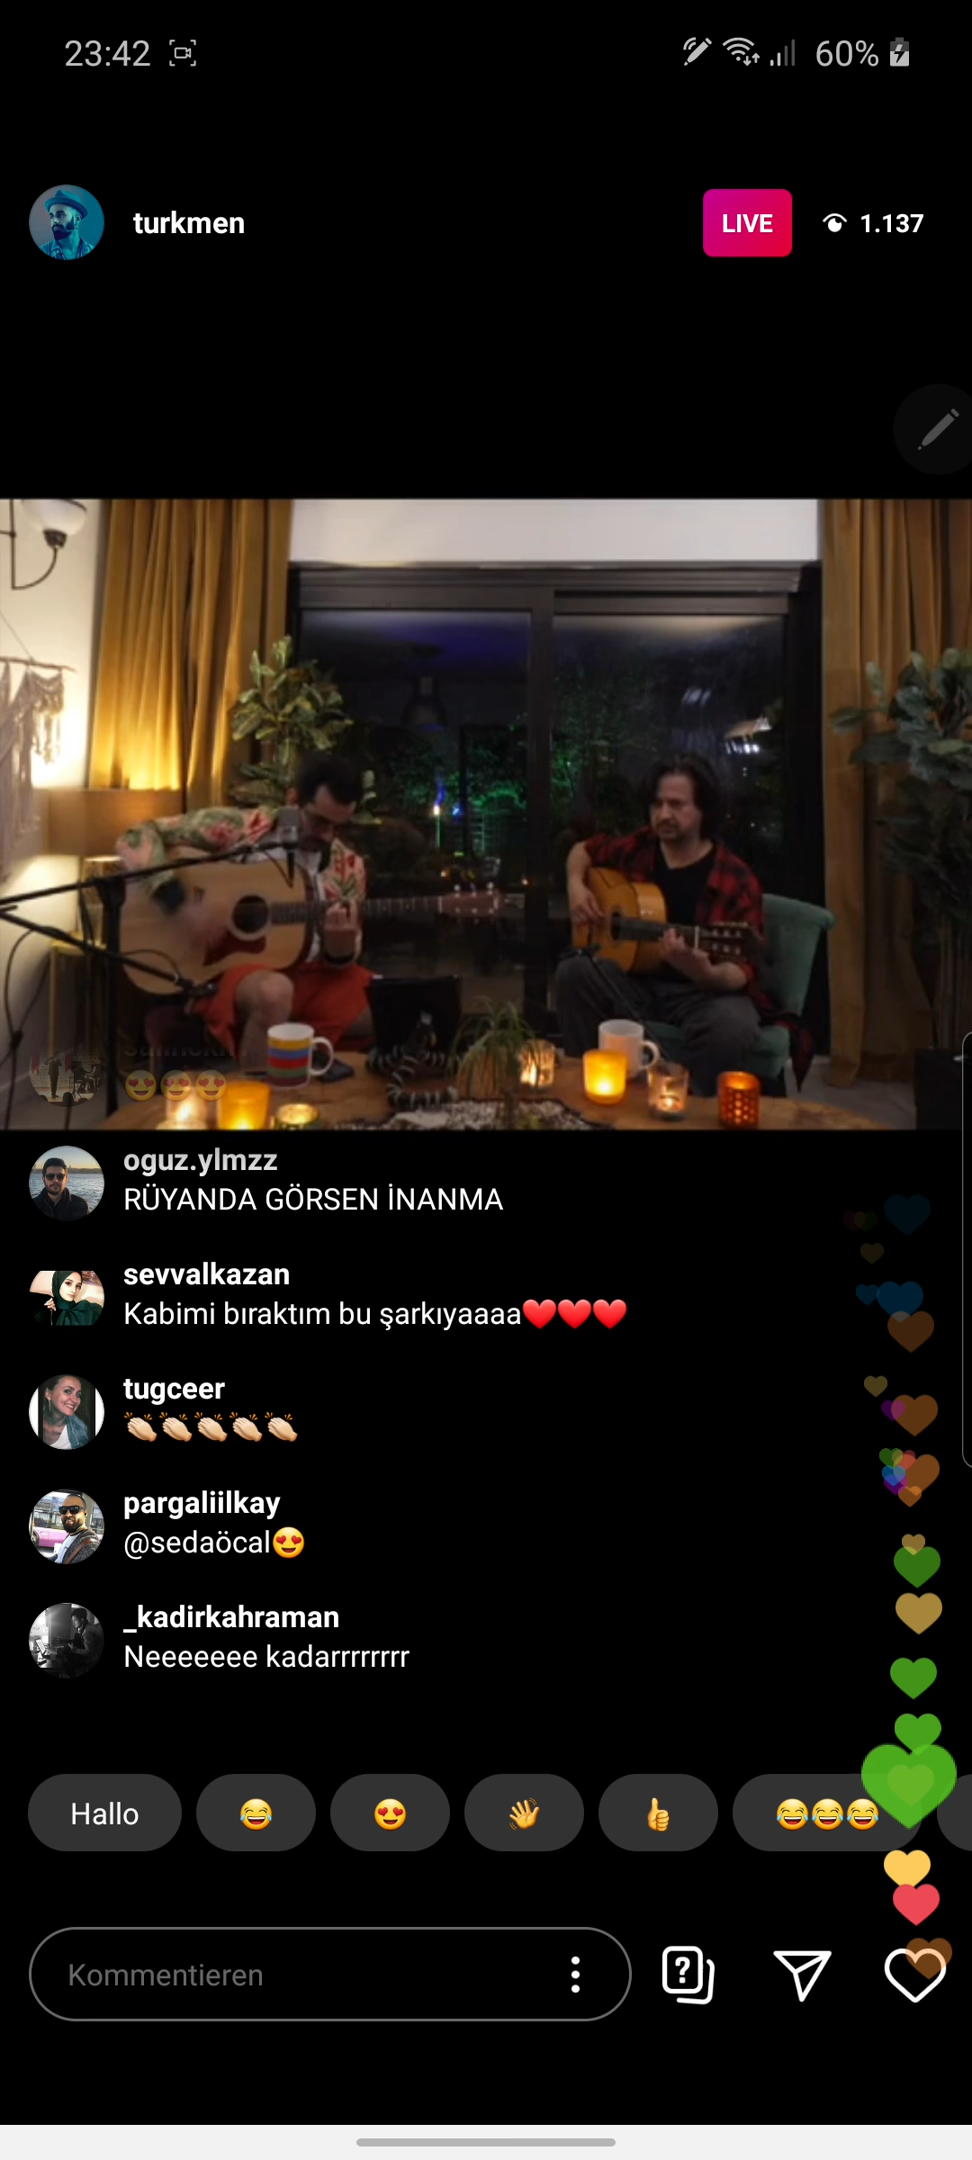 23:42
60%
turkmen
LIVE
1.137
😍😍😍
oguz.ylmzz
RÜYANDA GÖRSEN İNANMA
sevvalkazan
Kabimi bıraktım bu şarkıyaaaa❤️❤️❤️
tugceer
👏🏻👏🏻👏🏻👏🏻👏🏻
pargaliilkay
@sedaöcal😍
_kadirkahraman
Neeeeeee kadarrrrrrrr
Hallo 😂 😍 👋 👍 😂😂😂
Kommentieren